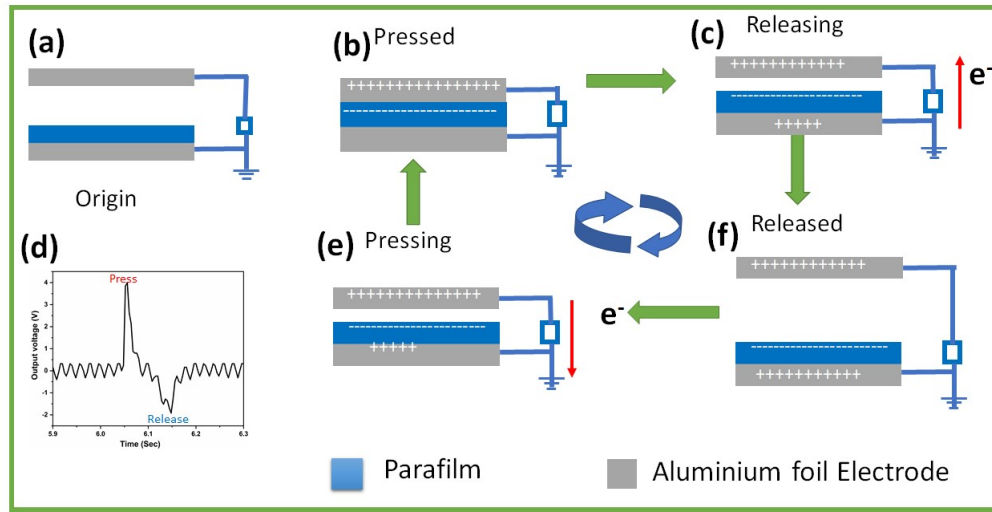 (a)
Origin
(b) Pressed
+++++++++++++++
(c) Releasing
++++++++++++
+++++
e-
(d)
Press
Release
Output voltage (V)
4
3
2
1
0
-1
-2
5.9 6.0 6.1 6.2 6.3
Time (Sec)
(e) Pressing
++++++++++++++
+++++
e-
(f) Released
++++++++++++
+++++++++++
Parafilm
Aluminium foil Electrode